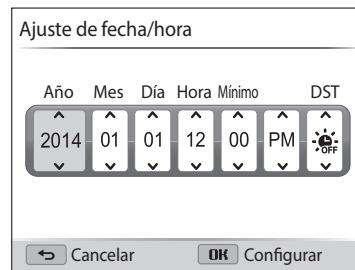 Ajuste de fecha/hora
Año Mes Día Hora Mínimo DST
2014 01 01 12 00 PM OFF
Cancelar OK Configurar